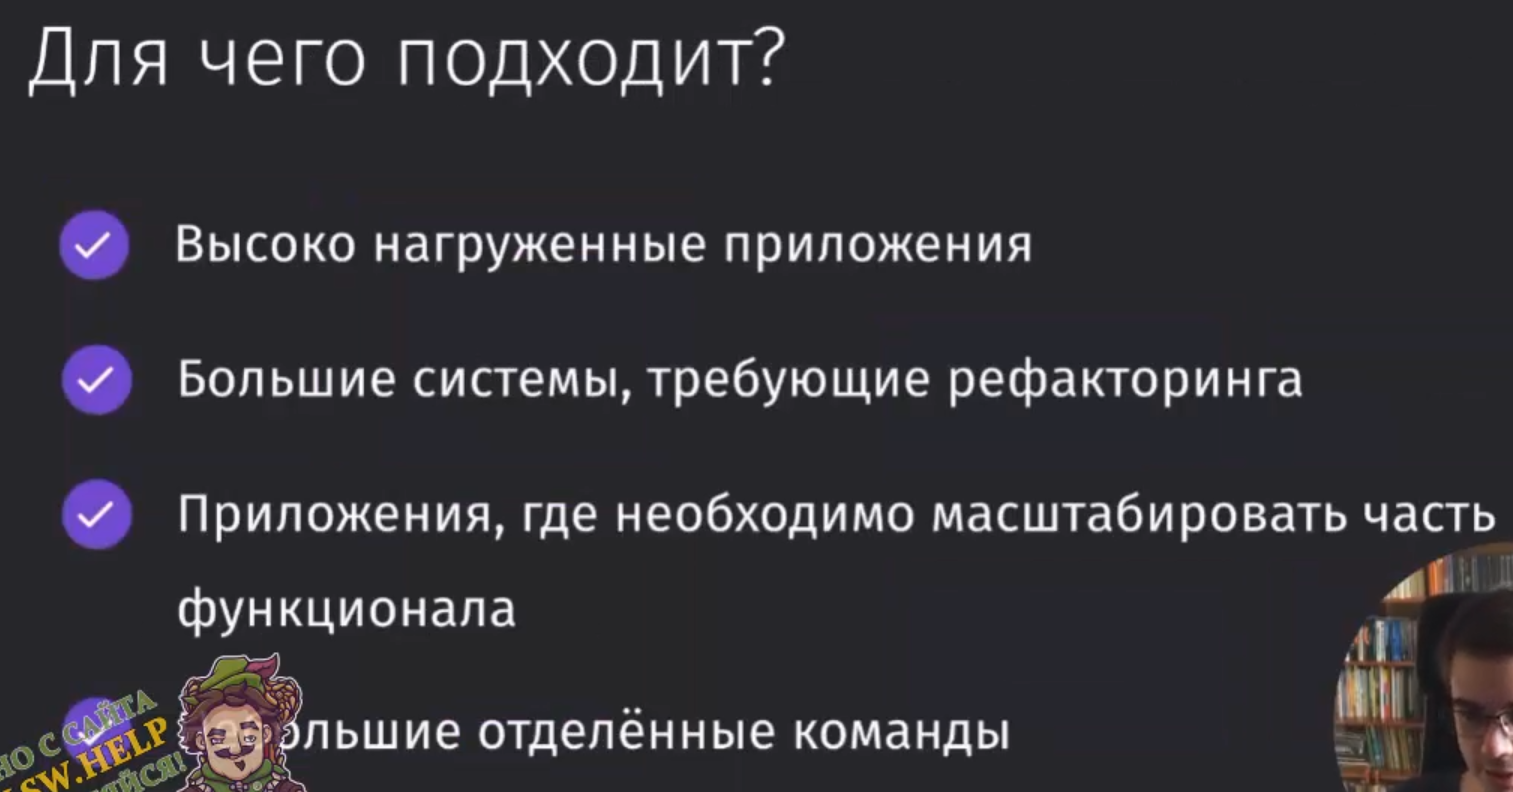 Для чего подходит?
Высоко нагруженные приложения
Большие системы, требующие рефакторинга
Приложения, где необходимо масштабировать часть
функционала
отделённые команды
С САЙТА
SW.HELP